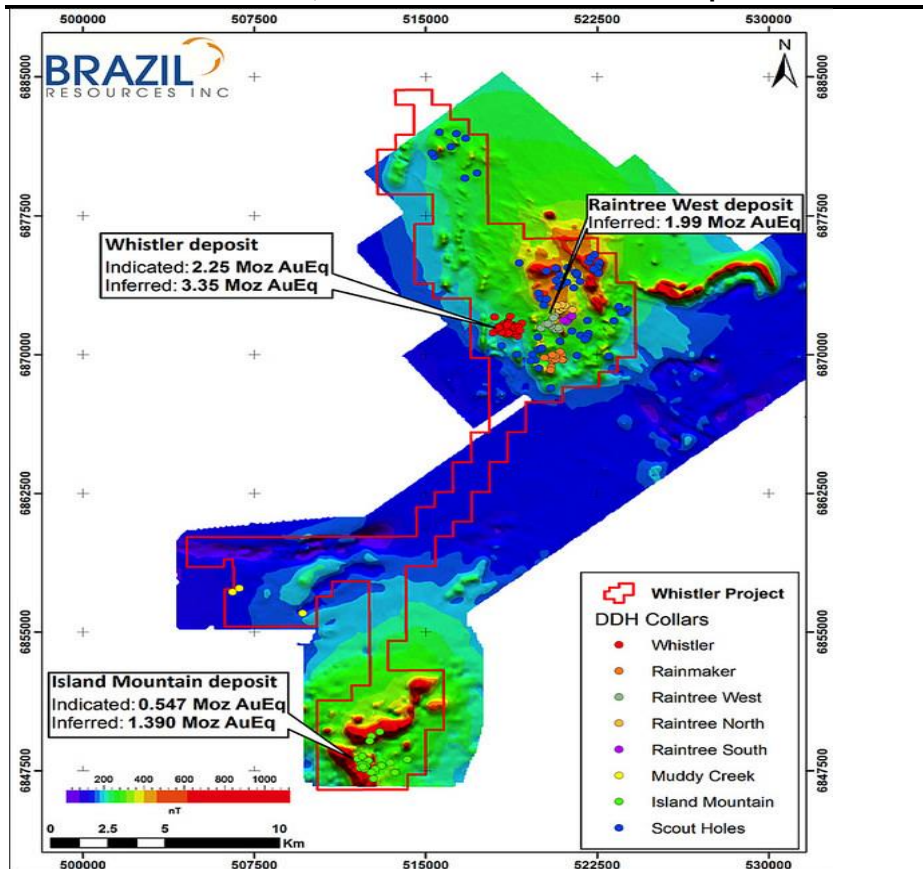 500000 507500 515000 522500 530000
BRAZIL
RESOURCES INC
N
6885000 6885000
6877500 6877500
Raintree West deposit
Inferred: 1.99 Moz AuEq
Whistler deposit
Indicated: 2.25 Moz AuEq
Inferred: 3.35 Moz AuEq
6870000 6870000
6862500 6862500
6855000 6855000
Island Mountain deposit
Indicated: 0.547 Moz AuEq
Inferred: 1.390 Moz AuEq
6847500 6847500
Whistler Project
DDH Collars
Whistler
Rainmaker
Raintree West
Raintree North
Raintree South
Muddy Creek
Island Mountain
Scout Holes
200 400 600 800 1000
nT
0 2.5 5 10
Km
500000 507500 515000 522500 530000